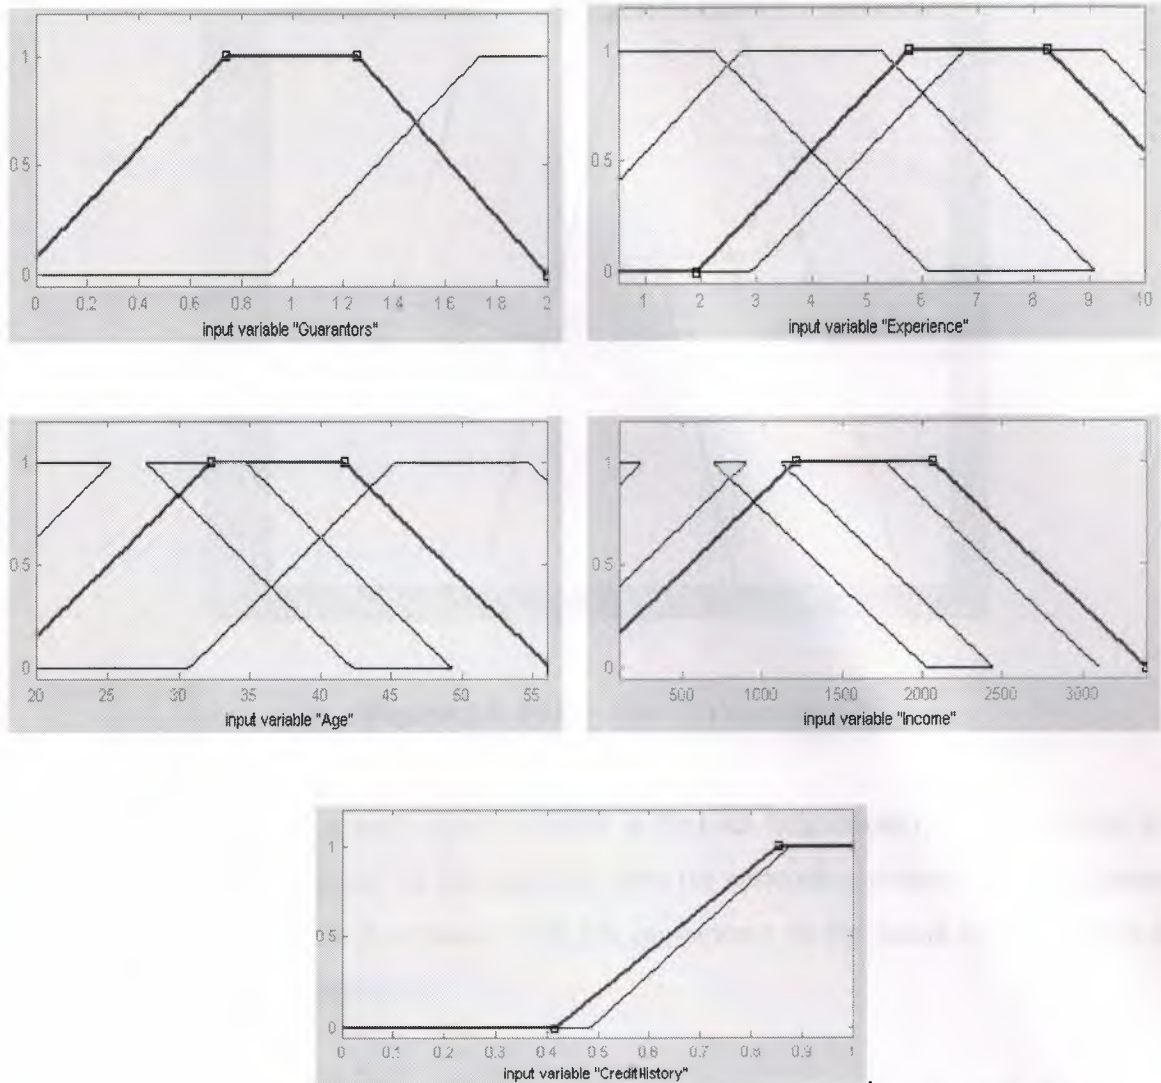 1
0.5
0
0 0.2 0.4 0.6 0.8 1 1.2 1.4 1.6 1.8 2
input variable "Guarantors"
1
0.5
0
1 2 3 4 5 6 7 8 9 10
input variable "Experience"
1
0.5
0
20 25 30 35 40 45 50 55
input variable "Age"
1
0.5
0
500 1000 1500 2000 2500 3000
input variable "Income"
1
0.5
0
0 0.1 0.2 0.3 0.4 0.5 0.6 0.7 0.8 0.9 1
input variable "CreditHistory"